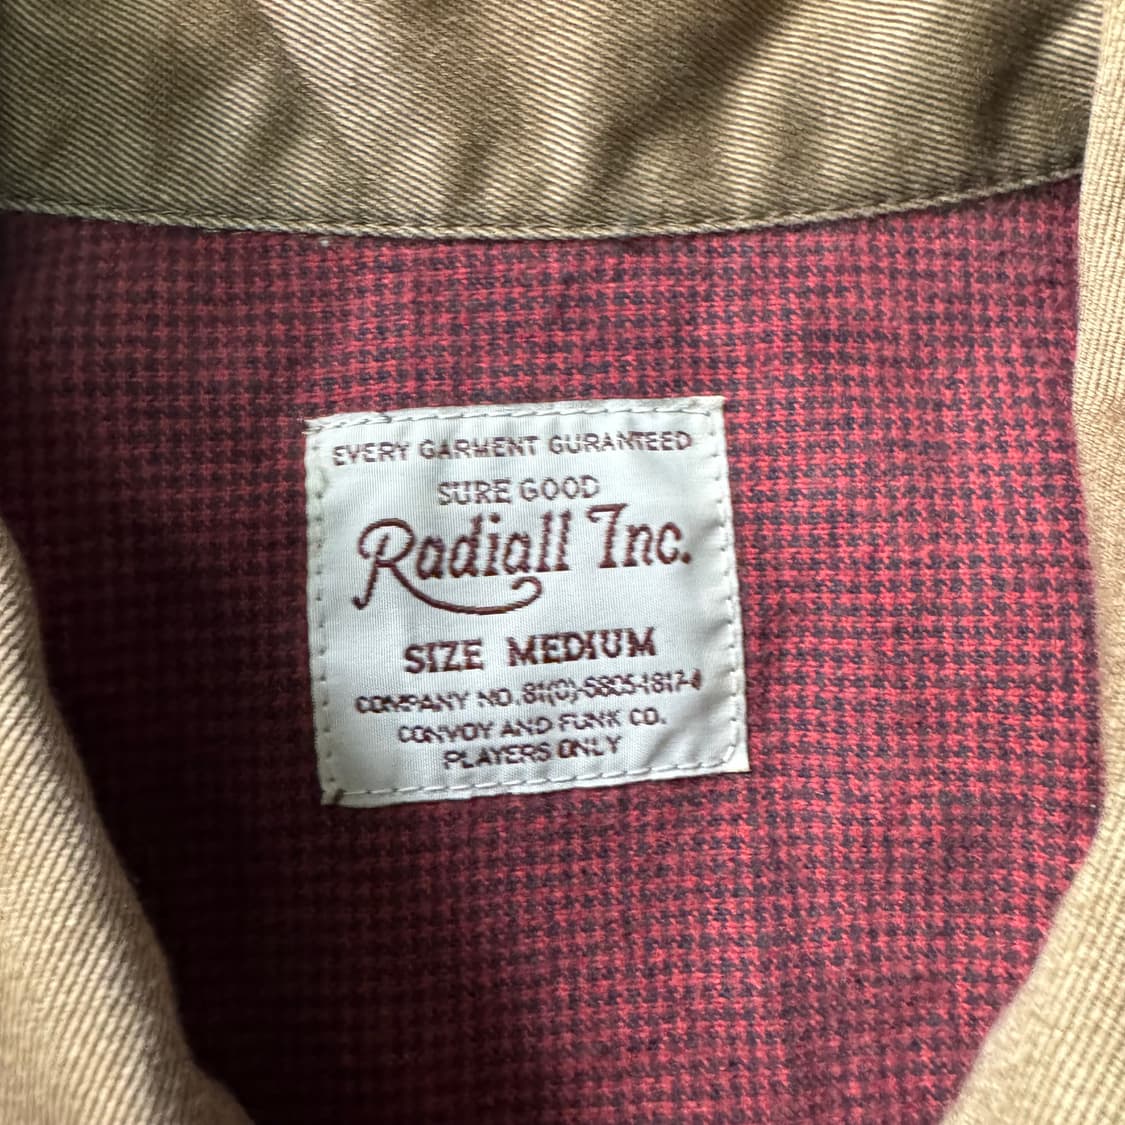 EVERY GARMENT GURANTEED
SURE GOOD
Radiall Inc.
SIZE MEDIUM
COMPANY NO. 81(0)-5805-1817-4
CONVOY AND FUNK CO.
PLAYERS ONLY